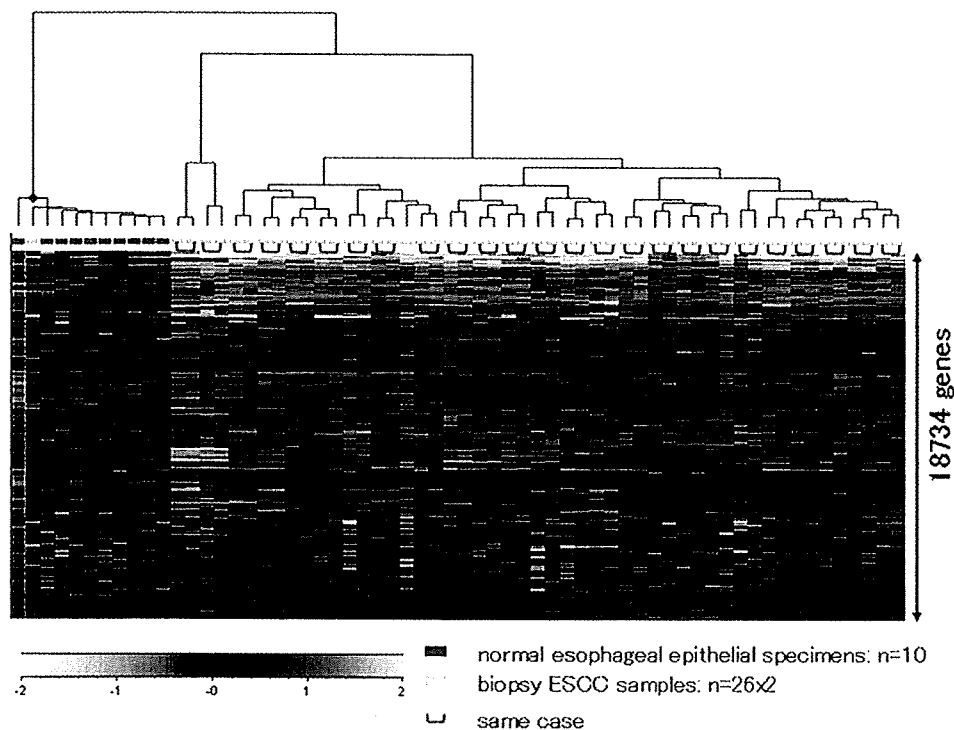 18734 genes
-2 -1 -0 1 2
normal esophageal epithelial specimens: n=10
biopsy ESCC samples: n=26x2
same case